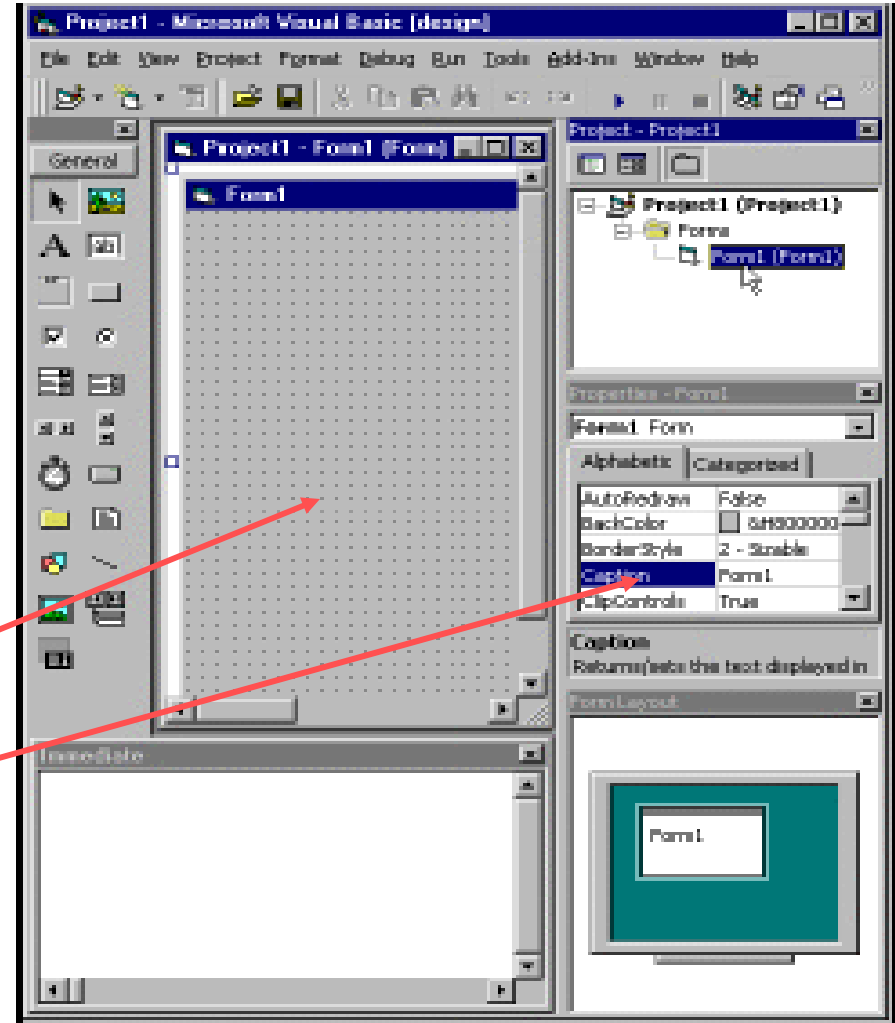 Project1 - Microsoft Visual Basic [design]
File Edit View Project Format Debug Run Tools Add-Ins Window Help
General
Project1 - Form1 (Form)
Form1
Project - Project1
Project1 (Project1)
Forms
Form1 (Form1)
Properties - Form1
Form1 Form
Alphabetic Categorized
AutoRedraw False
BackColor
BorderStyle 2 - Sizable
Caption Form1
ClipControls True
Caption
Returns/sets the text displayed in
Form Layout
Form1
Immediate